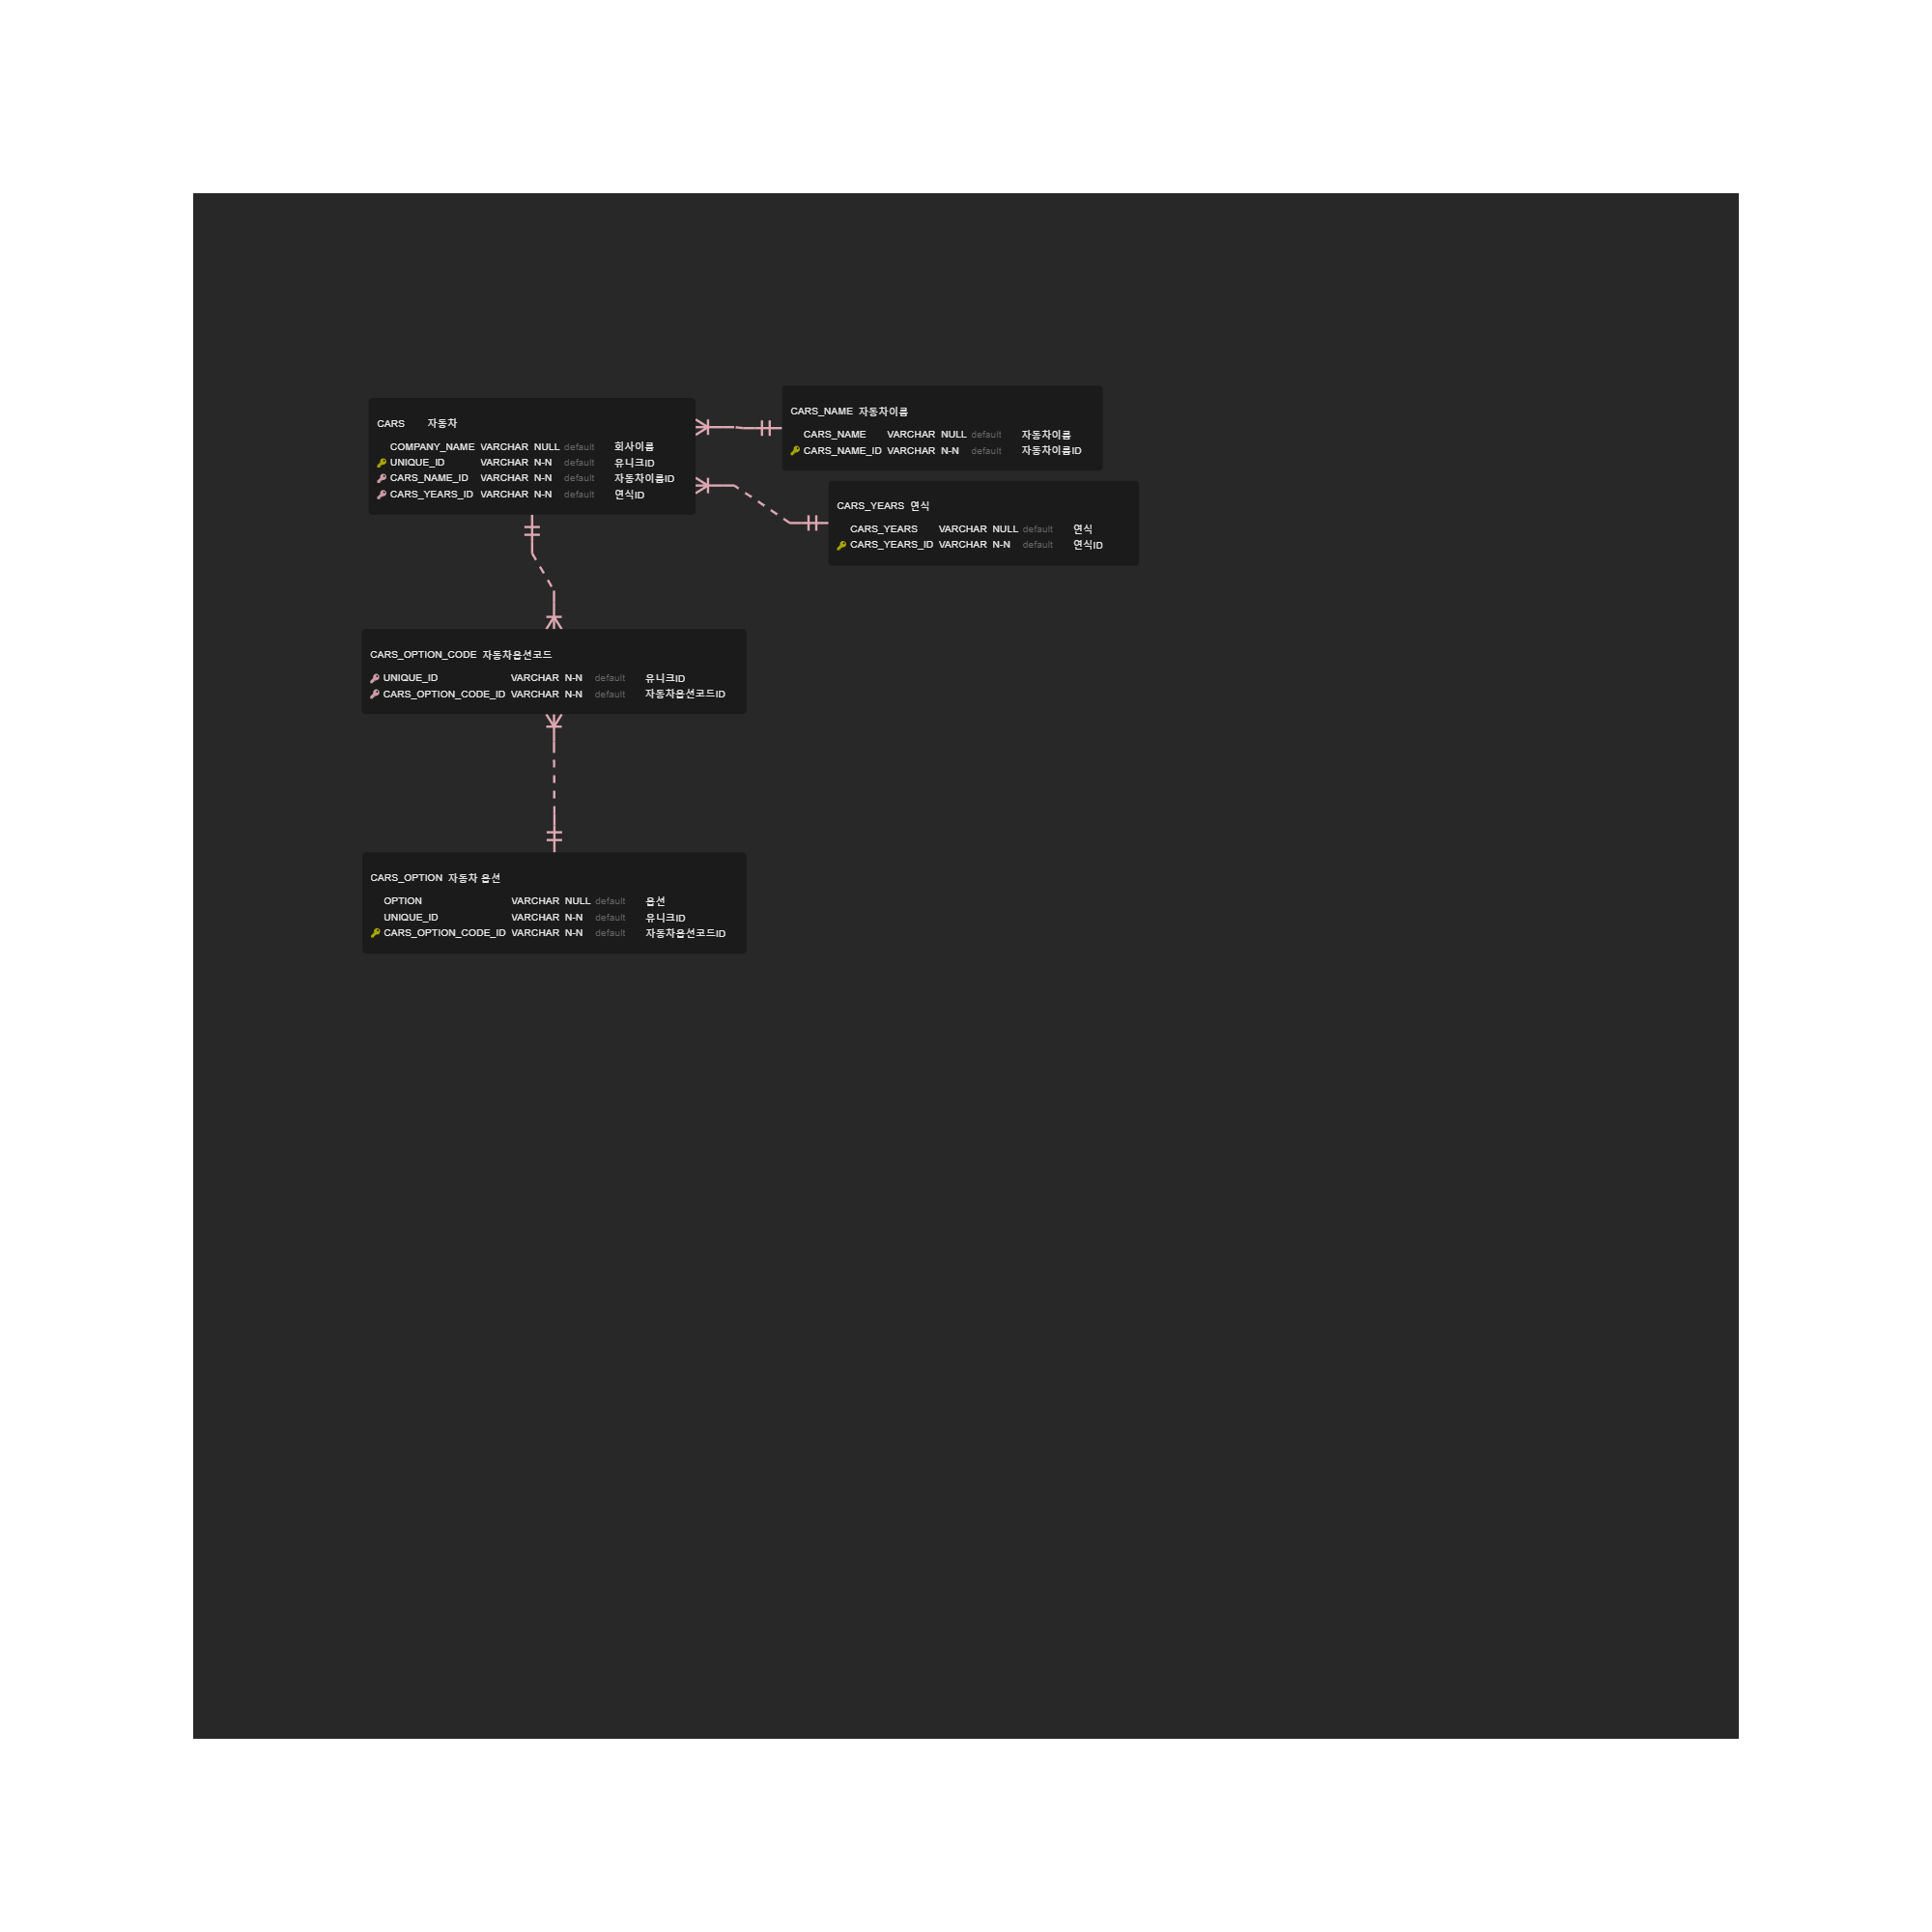 CARS 자동차
COMPANY_NAME VARCHAR NULL default 회사이름
UNIQUE_ID VARCHAR N-N default 유니크ID
CARS_NAME_ID VARCHAR N-N default 자동차이름ID
CARS_YEARS_ID VARCHAR N-N default 연식ID
CARS_NAME 자동차이름
CARS_NAME VARCHAR NULL default 자동차이름
CARS_NAME_ID VARCHAR N-N default 자동차이름ID
CARS_YEARS 연식
CARS_YEARS VARCHAR NULL default 연식
CARS_YEARS_ID VARCHAR N-N default 연식ID
CARS_OPTION_CODE 자동차옵션코드
UNIQUE_ID VARCHAR N-N default 유니크ID
CARS_OPTION_CODE_ID VARCHAR N-N default 자동차옵션코드ID
CARS_OPTION 자동차 옵션
OPTION VARCHAR NULL default 옵션
UNIQUE_ID VARCHAR N-N default 유니크ID
CARS_OPTION_CODE_ID VARCHAR N-N default 자동차옵션코드ID